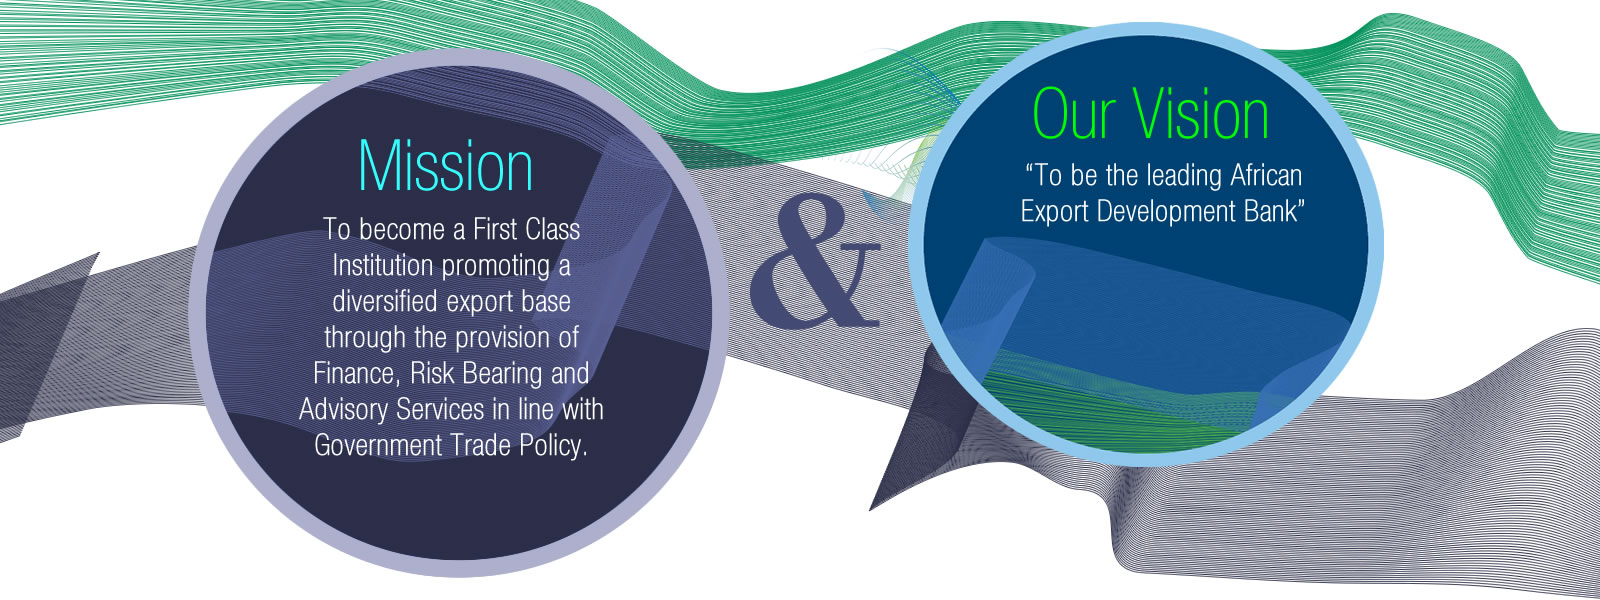 Mission
To become a First Class
Institution promoting a
diversified export base
through the provision of
Finance, Risk Bearing and
Advisory Services in line with
Government Trade Policy.
&
Our Vision
“To be the leading African
Export Development Bank”